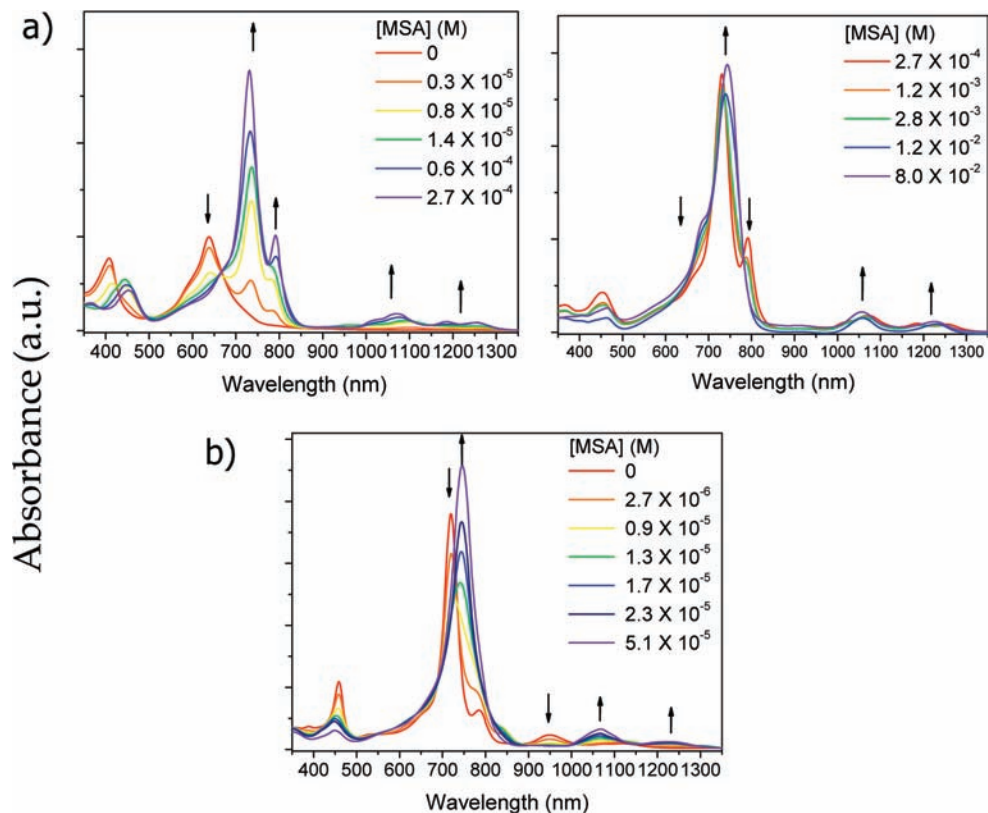 a)
[MSA] (M)
0
0.3 X 10⁻⁵
0.8 X 10⁻⁵
1.4 X 10⁻⁵
0.6 X 10⁻⁴
2.7 X 10⁻⁴
400 500 600 700 800 900 1000 1100 1200 1300
Wavelength (nm)
[MSA] (M)
2.7 X 10⁻⁴
1.2 X 10⁻³
2.8 X 10⁻³
1.2 X 10⁻²
8.0 X 10⁻²
400 500 600 700 800 900 1000 1100 1200 1300
Wavelength (nm)
Absorbance (a.u.)
b)
[MSA] (M)
0
2.7 X 10⁻⁶
0.9 X 10⁻⁵
1.3 X 10⁻⁵
1.7 X 10⁻⁵
2.3 X 10⁻⁵
5.1 X 10⁻⁵
400 500 600 700 800 900 1000 1100 1200 1300
Wavelength (nm)